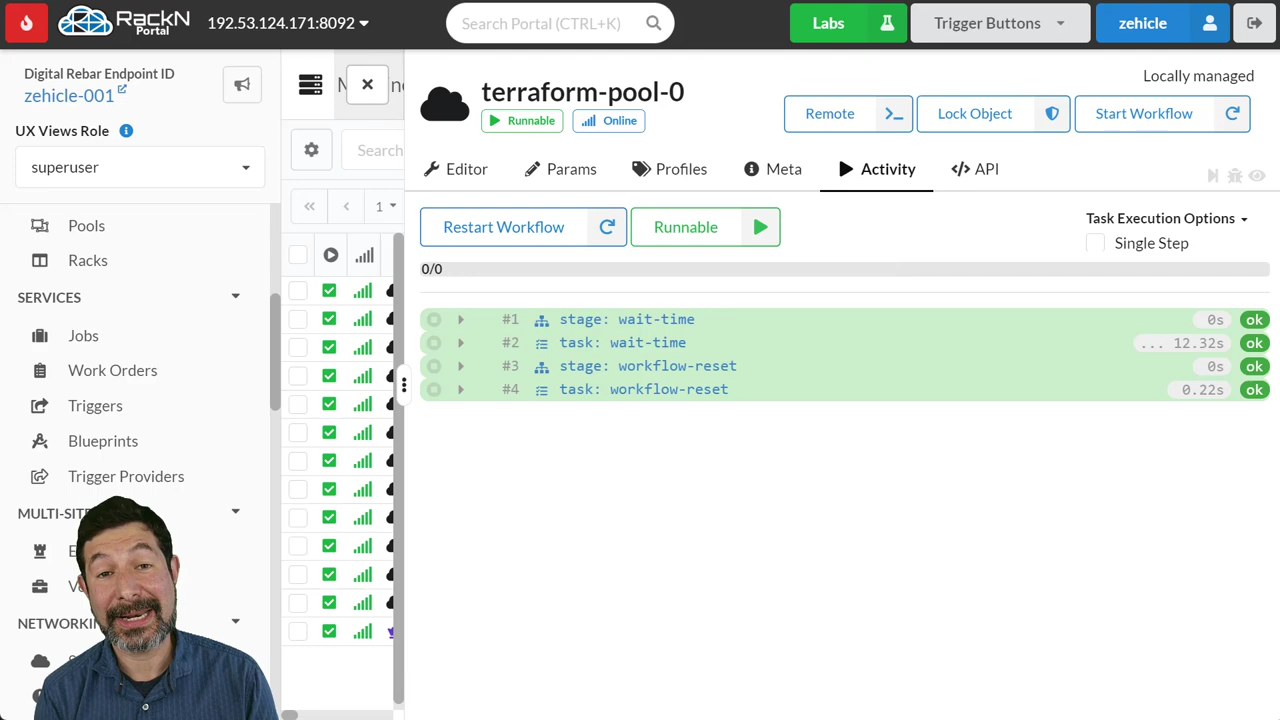 RackN
Portal
192.53.124.171:8092
Search Portal (CTRL+K)
Labs
Trigger Buttons
zehicle
Digital Rebar Endpoint ID
zehicle-001
UX Views Role
superuser
Pools
Racks
SERVICES
Jobs
Work Orders
Triggers
Blueprints
Trigger Providers
MULTI-SIT
NETWORKIN
Search
1
terraform-pool-0
Runnable
Online
Locally managed
Remote
Lock Object
Start Workflow
Editor
Params
Profiles
Meta
Activity
API
Restart Workflow
Runnable
Task Execution Options
Single Step
0/0
#1 stage: wait-time 0s ok
#2 task: wait-time ... 12.32s ok
#3 stage: workflow-reset 0s ok
#4 task: workflow-reset 0.22s ok